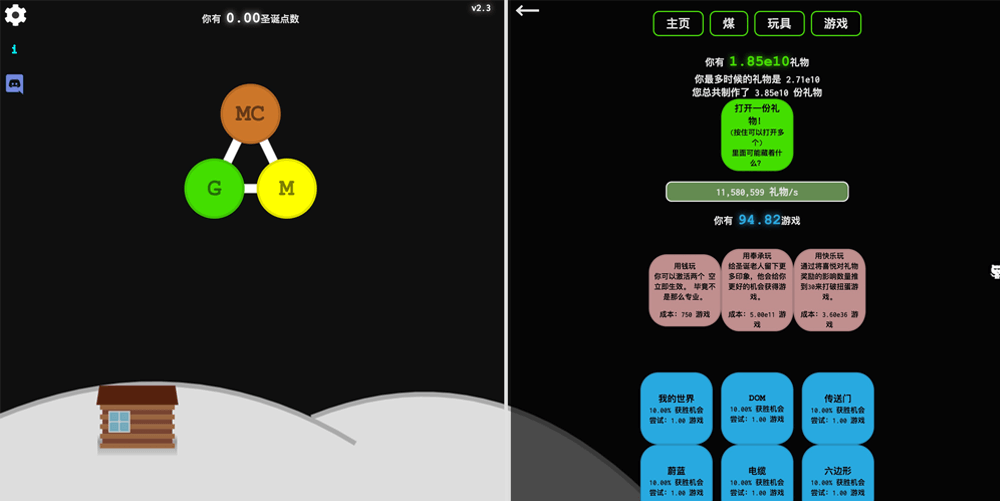 你有 0.00圣诞点数
v2.3
i
MC
G
M
主页
煤
玩具
游戏
你有 1.85e10礼物
你最多时候的礼物是 2.71e10
您总共制作了 3.85e10 份礼物
打开一份礼
物!
(按住可以打开多
个)
里面可能藏着什
么?
11,580,599 礼物/s
你有 94.82游戏
用钱玩
你可以激活两个 空
立即生效。 毕竟不
是那么专业。
成本: 750 游戏
用奉承玩
给圣诞老人留下更
多印象, 他会给你
更好的机会获得游
戏。
成本: 5.00e11 游
戏
用快乐玩
通过将喜悦对礼物
奖励的影响数量推
到30来打破扭蛋游
戏。
成本: 3.60e36 游
戏
我的世界
10.00% 获胜机会
尝试: 1.00 游戏
DOM
10.00% 获胜机会
尝试: 1.00 游戏
传送门
10.00% 获胜机会
尝试: 1.00 游戏
蔚蓝
10.00% 获胜机会
尝试: 1.00 游戏
电缆
10.00% 获胜机会
尝试: 1.00 游戏
六边形
10.00% 获胜机会
尝试: 1.00 游戏